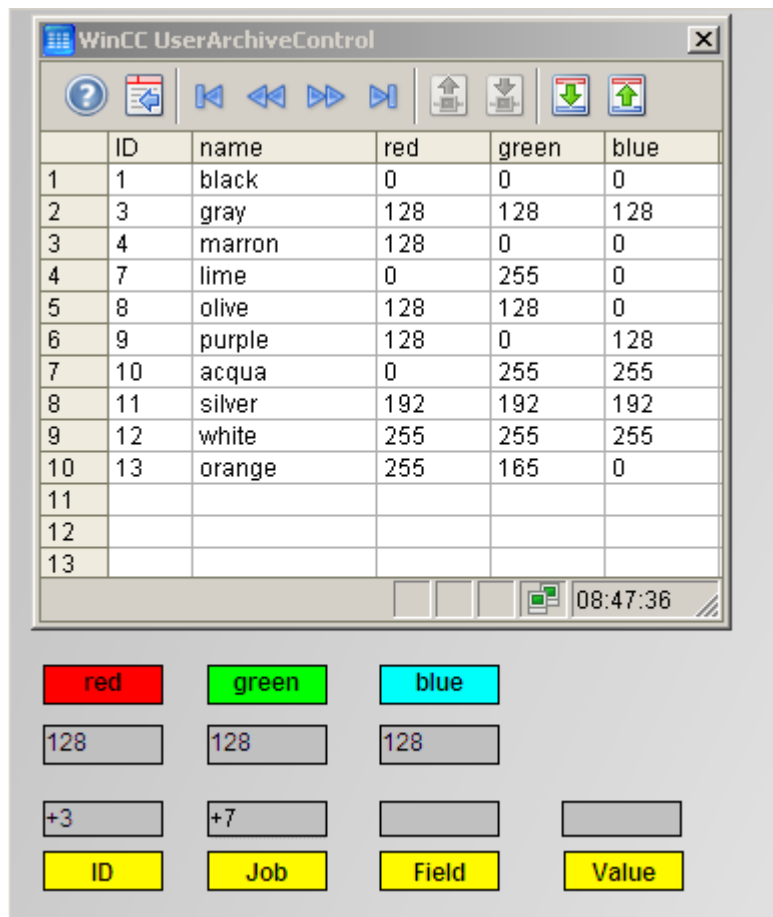 WinCC UserArchiveControl
ID name red green blue
1 1 black 0 0 0
2 3 gray 128 128 128
3 4 marron 128 0 0
4 7 lime 0 255 0
5 8 olive 128 128 0
6 9 purple 128 0 128
7 10 acqua 0 255 255
8 11 silver 192 192 192
9 12 white 255 255 255
10 13 orange 255 165 0
11
12
13
08:47:36
red green blue
128 128 128
+3 +7
ID Job Field Value